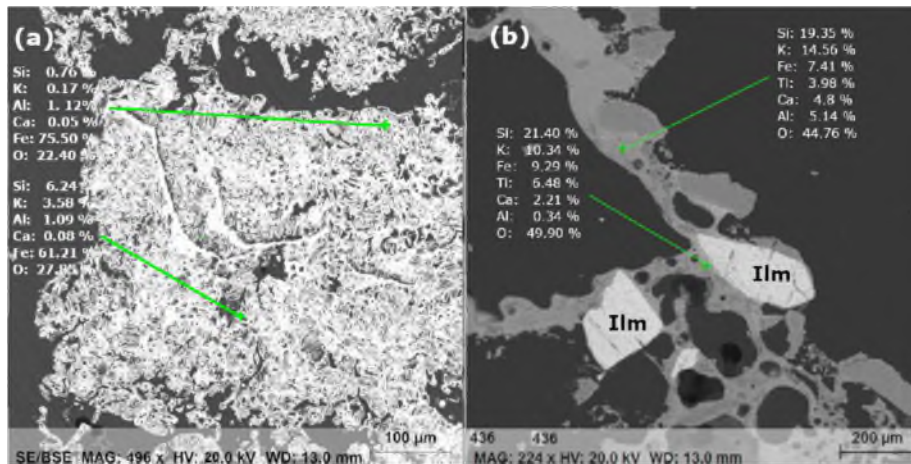 (a)
Si: 0.76 %
K: 0.17 %
Al: 1.12%
Ca: 0.05 %
Fe: 75.50 %
O: 22.40 %
Si: 6.24 %
K: 3.58 %
Al: 1.09 %
Ca: 0.08 %
Fe: 61.21 %
O: 27.85 %
100 µm
SE/BSE MAG: 496 x HV: 20.0 kV WD: 13.0 mm
(b)
Si: 19.35 %
K: 14.56 %
Fe: 7.41 %
Ti: 3.98 %
Ca: 4.8 %
Al: 5.14 %
O: 44.76 %
Si: 21.40 %
K: 10.34 %
Fe: 9.29 %
Ti: 6.48 %
Ca: 2.21 %
Al: 0.34 %
O: 49.90 %
Ilm
Ilm
436 436
200 µm
MAG: 224 x HV: 20.0 kV WD: 13.0 mm